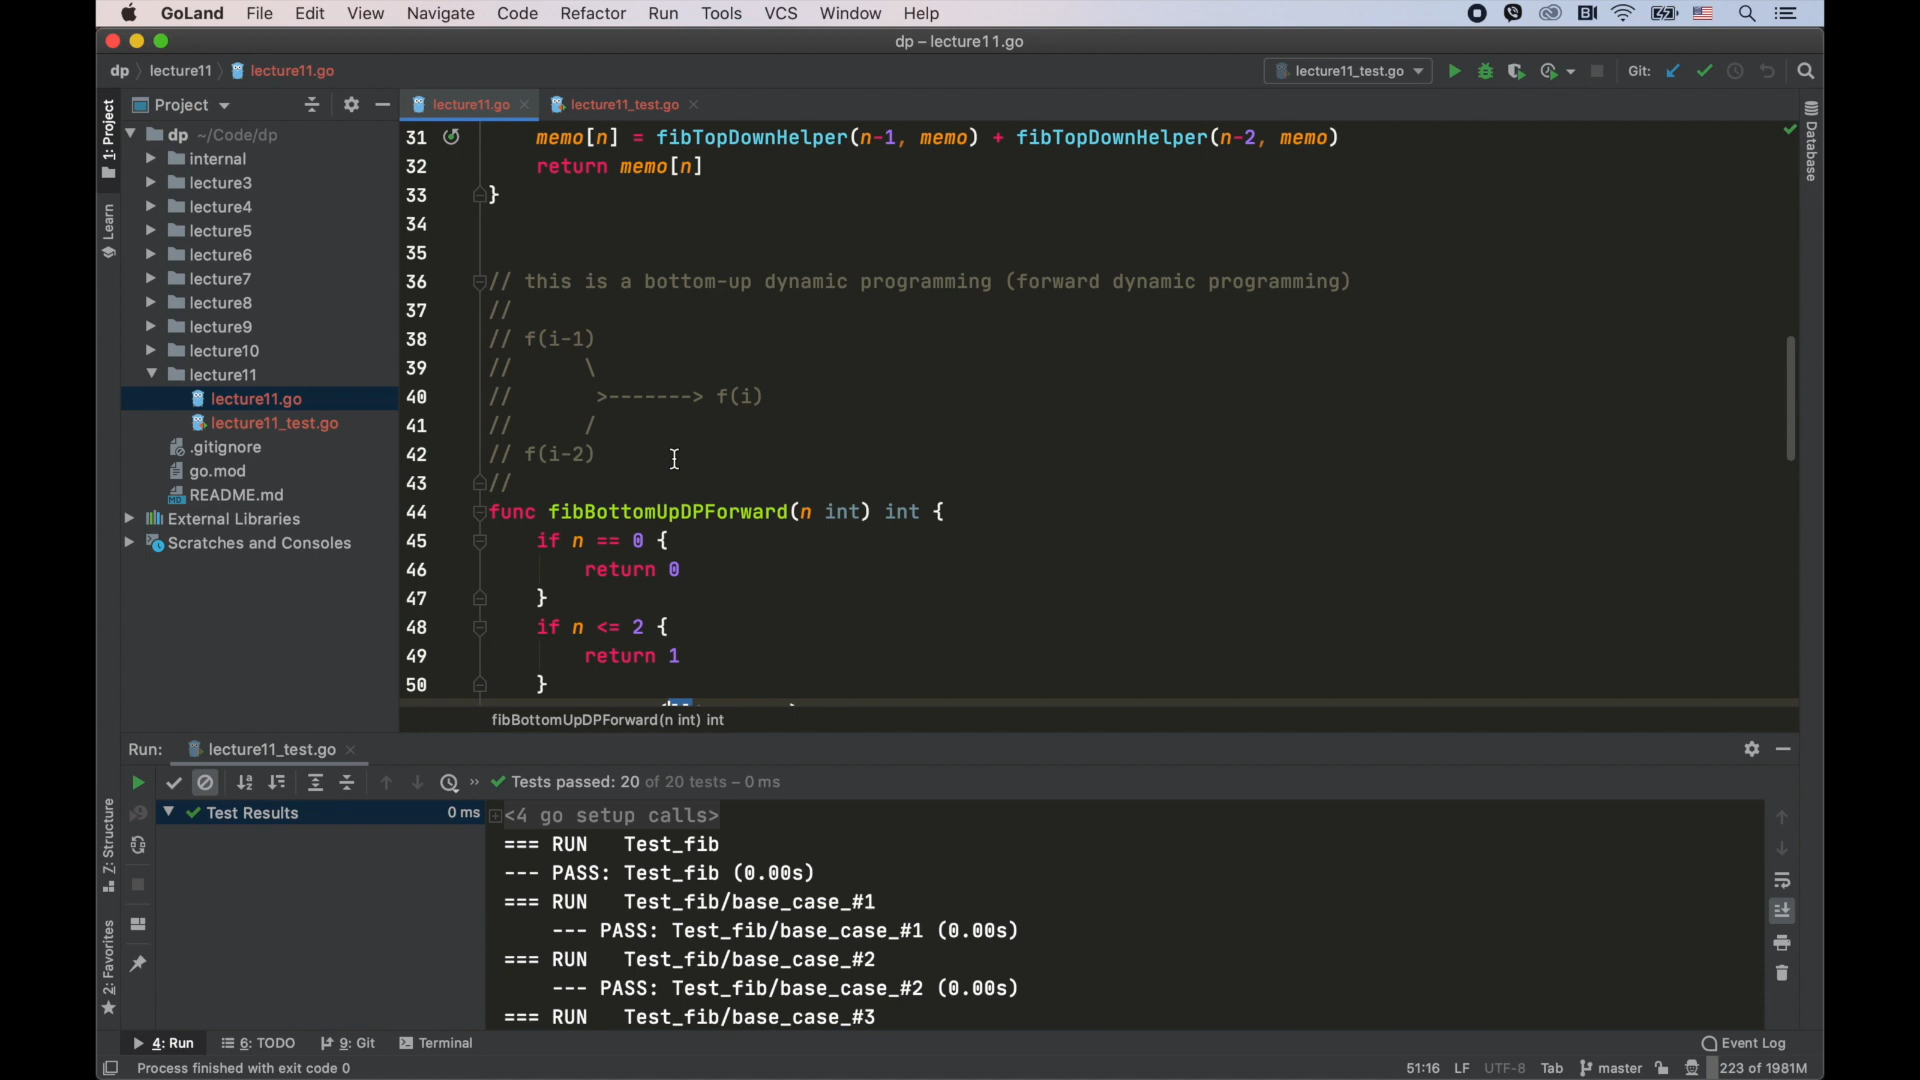 GoLand File Edit View Navigate Code Refactor Run Tools VCS Window Help
dp – lecture11.go
dp lecture11 lecture11.go lecture11_test.go Git:
Project lecture11.go lecture11_test.go
1: Project
Learn
Z: Structure
2: Favorites
Database
dp ~/Code/dp
internal
lecture3
lecture4
lecture5
lecture6
lecture7
lecture8
lecture9
lecture10
lecture11
lecture11.go
lecture11_test.go
.gitignore
go.mod
README.md
External Libraries
Scratches and Consoles
31 memo[n] = fibTopDownHelper(n-1, memo) + fibTopDownHelper(n-2, memo)
32 return memo[n]
33 }
34
35
36 // this is a bottom-up dynamic programming (forward dynamic programming)
37 //
38 // f(i-1)
39 // \
40 // >-------> f(i)
41 // /
42 // f(i-2)
43 //
44 func fibBottomUpDPForward(n int) int {
45 if n == 0 {
46 return 0
47 }
48 if n <= 2 {
49 return 1
50 }
fibBottomUpDPForward(n int) int
Run: lecture11_test.go
Tests passed: 20 of 20 tests – 0 ms
Test Results 0 ms
<4 go setup calls>
=== RUN Test_fib
--- PASS: Test_fib (0.00s)
=== RUN Test_fib/base_case_#1
--- PASS: Test_fib/base_case_#1 (0.00s)
=== RUN Test_fib/base_case_#2
--- PASS: Test_fib/base_case_#2 (0.00s)
=== RUN Test_fib/base_case_#3
4: Run 6: TODO 9: Git Terminal Event Log
Process finished with exit code 0 51:16 LF UTF-8 Tab master 223 of 1981M